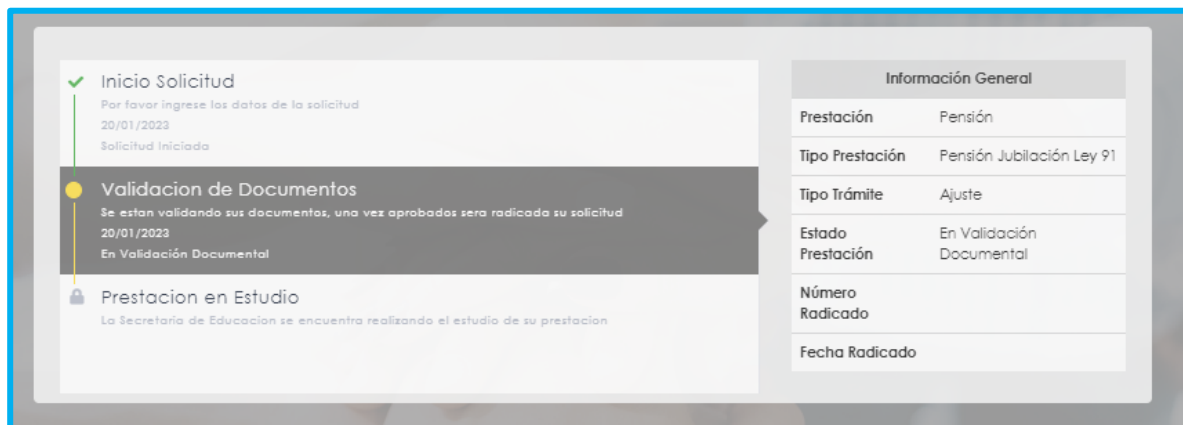 Inicio Solicitud
Por favor ingrese los datos de la solicitud
20/01/2023
Solicitud Iniciada
Validacion de Documentos
Se estan validando sus documentos, una vez aprobados sera radicada su solicitud
20/01/2023
En Validación Documental
Prestacion en Estudio
La Secretaria de Educacion se encuentra realizando el estudio de su prestacion
Información General
Prestación Pensión
Tipo Prestación Pensión Jubilación Ley 91
Tipo Trámite Ajuste
Estado En Validación
Prestación Documental
Número
Radicado
Fecha Radicado